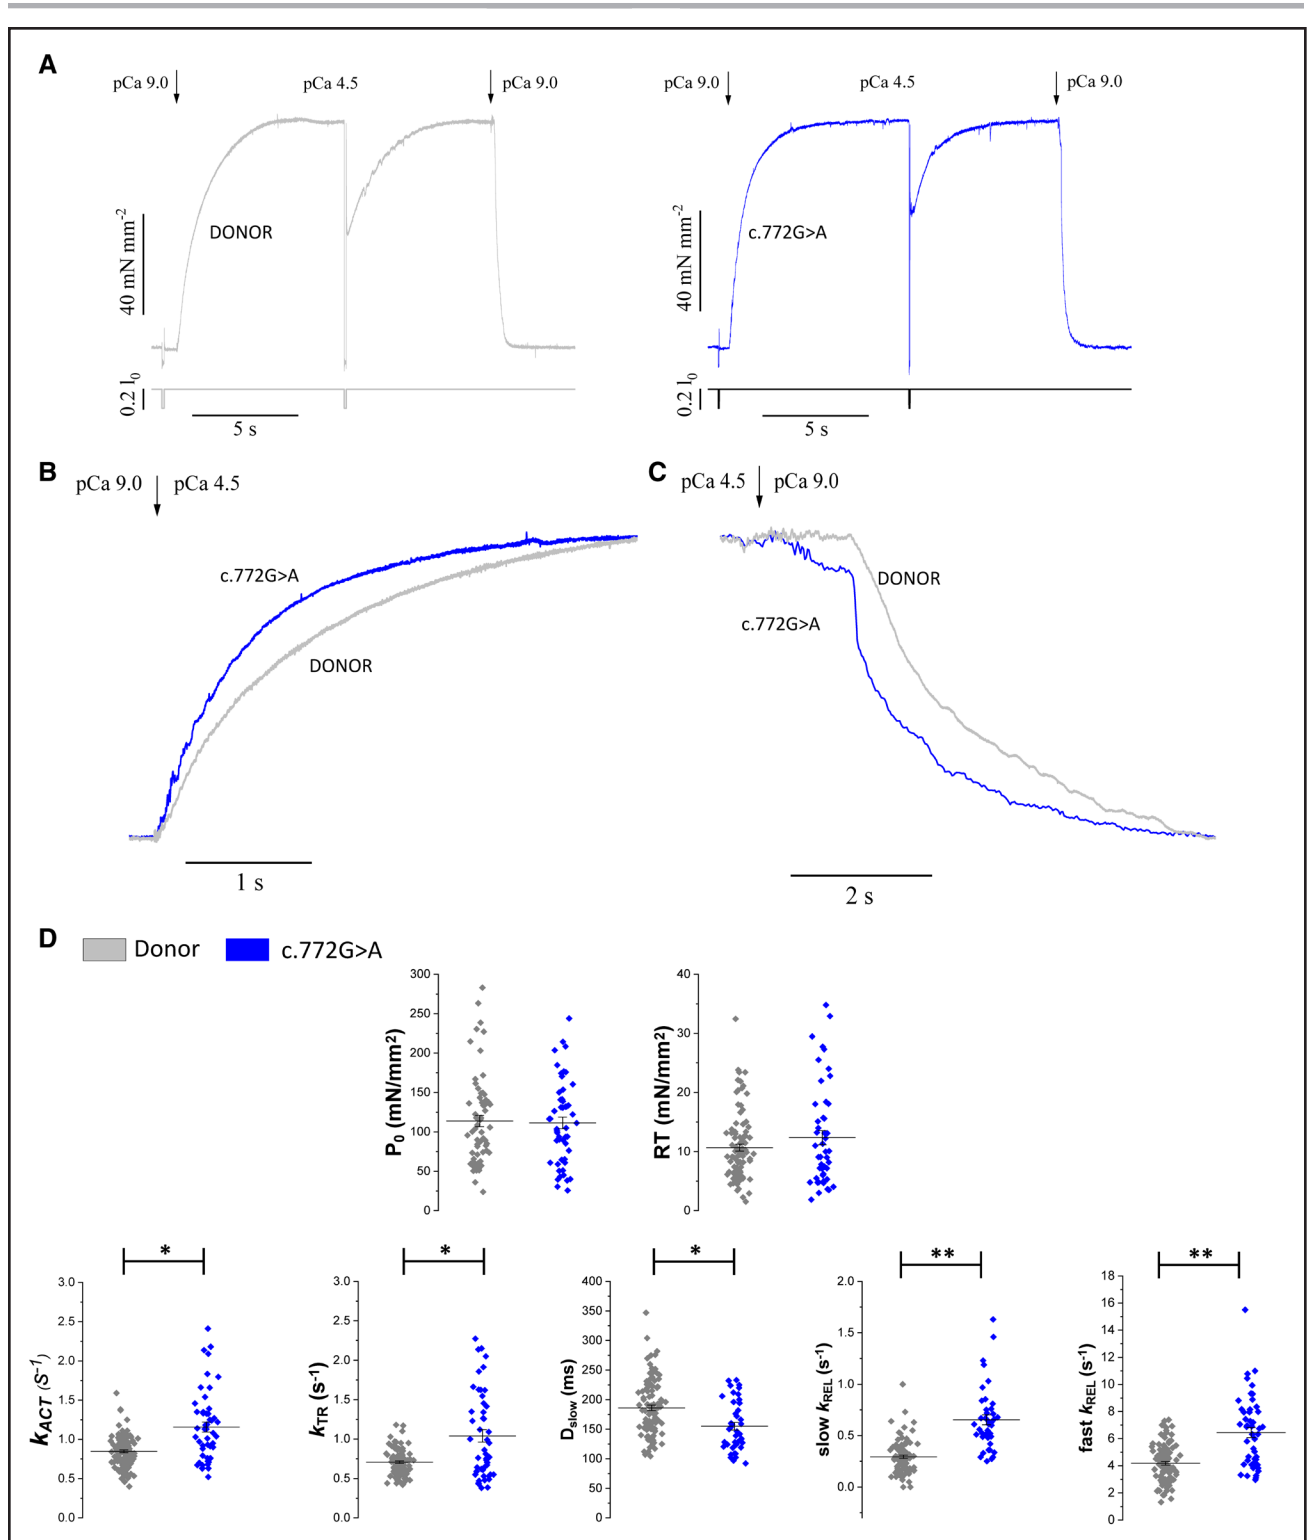 A
pCa 9.0 pCa 4.5 pCa 9.0
pCa 9.0 pCa 4.5 pCa 9.0
40 mN mm-2
DONOR
0.2 l0
5 s
40 mN mm-2
c.772G>A
0.2 l0
5 s
B
pCa 9.0 pCa 4.5
c.772G>A
DONOR
1 s
C
pCa 4.5 pCa 9.0
DONOR
c.772G>A
2 s
D
Donor c.772G>A
P0 (mN/mm2)
300
250
200
150
100
50
0
RT (mN/mm2)
40
30
20
10
0
*
kACT (S-1)
3.0
2.5
2.0
1.5
1.0
0.5
0.0
*
kTR (s-1)
3.0
2.5
2.0
1.5
1.0
0.5
0.0
*
Dslow (ms)
400
350
300
250
200
150
100
50
0
**
slow kREL (s-1)
2.0
1.5
1.0
0.5
0.0
**
fast kREL (s-1)
18
16
14
12
10
8
6
4
2
0